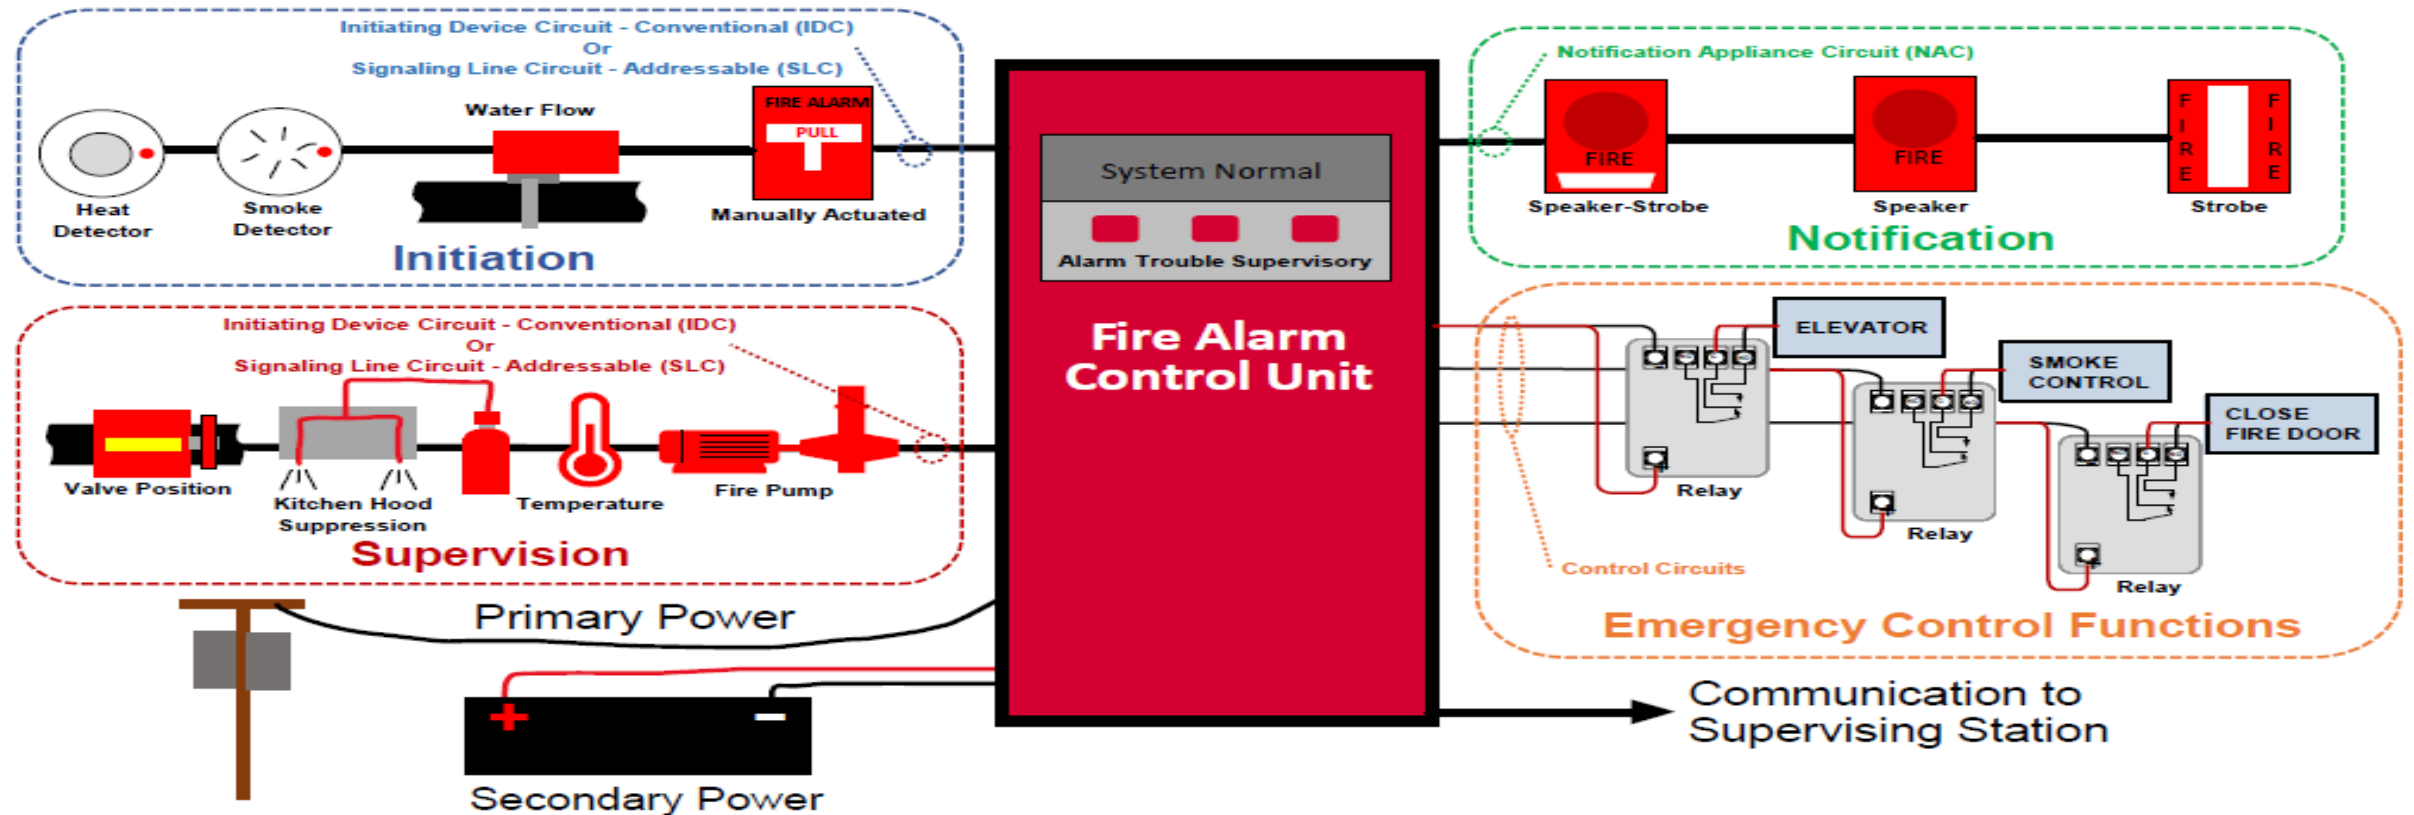 Initiating Device Circuit - Conventional (IDC)
Or
Signaling Line Circuit - Addressable (SLC)
Water Flow
FIRE ALARM
PULL
Heat
Detector
Smoke
Detector
Manually Actuated
Initiation
Initiating Device Circuit - Conventional (IDC)
Or
Signaling Line Circuit - Addressable (SLC)
Valve Position
Kitchen Hood
Suppression
Temperature
Fire Pump
Supervision
Primary Power
+
−
Secondary Power
System Normal
Alarm Trouble Supervisory
Fire Alarm
Control Unit
Notification Appliance Circuit (NAC)
FIRE
FIRE
FIRE
FIRE
Speaker-Strobe
Speaker
Strobe
Notification
ELEVATOR
SMOKE
CONTROL
CLOSE
FIRE DOOR
Relay
Relay
Relay
Control Circuits
Emergency Control Functions
Communication to
Supervising Station